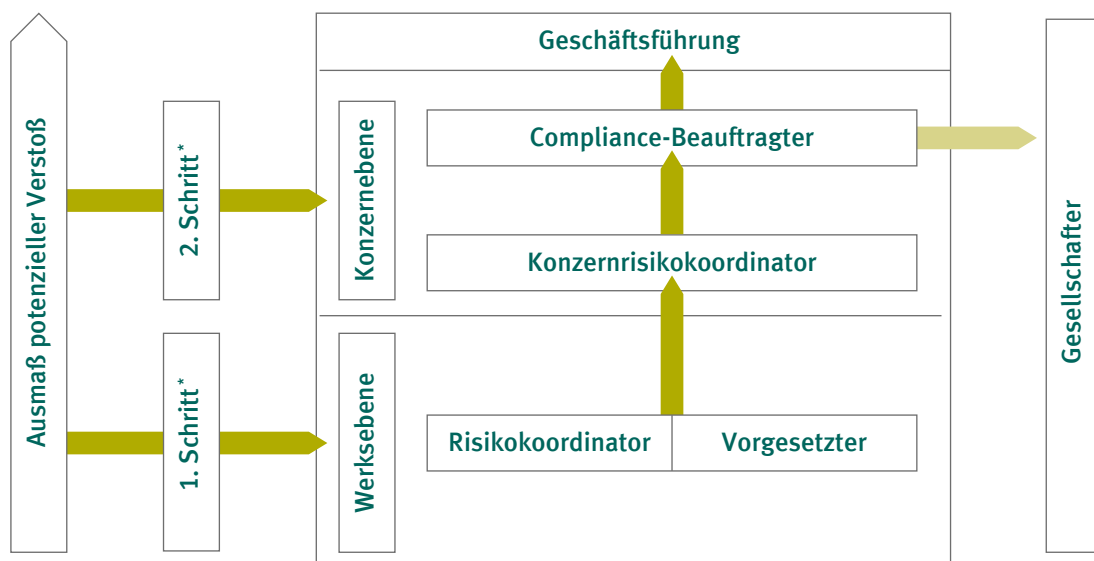 Geschäftsführung
Ausmaß potenzieller Verstoß
2. Schritt*
Konzernebene
Compliance-Beauftragter
Konzernrisikokoordinator
Gesellschafter
1. Schritt*
Werksebene
Risikokoordinator
Vorgesetzter